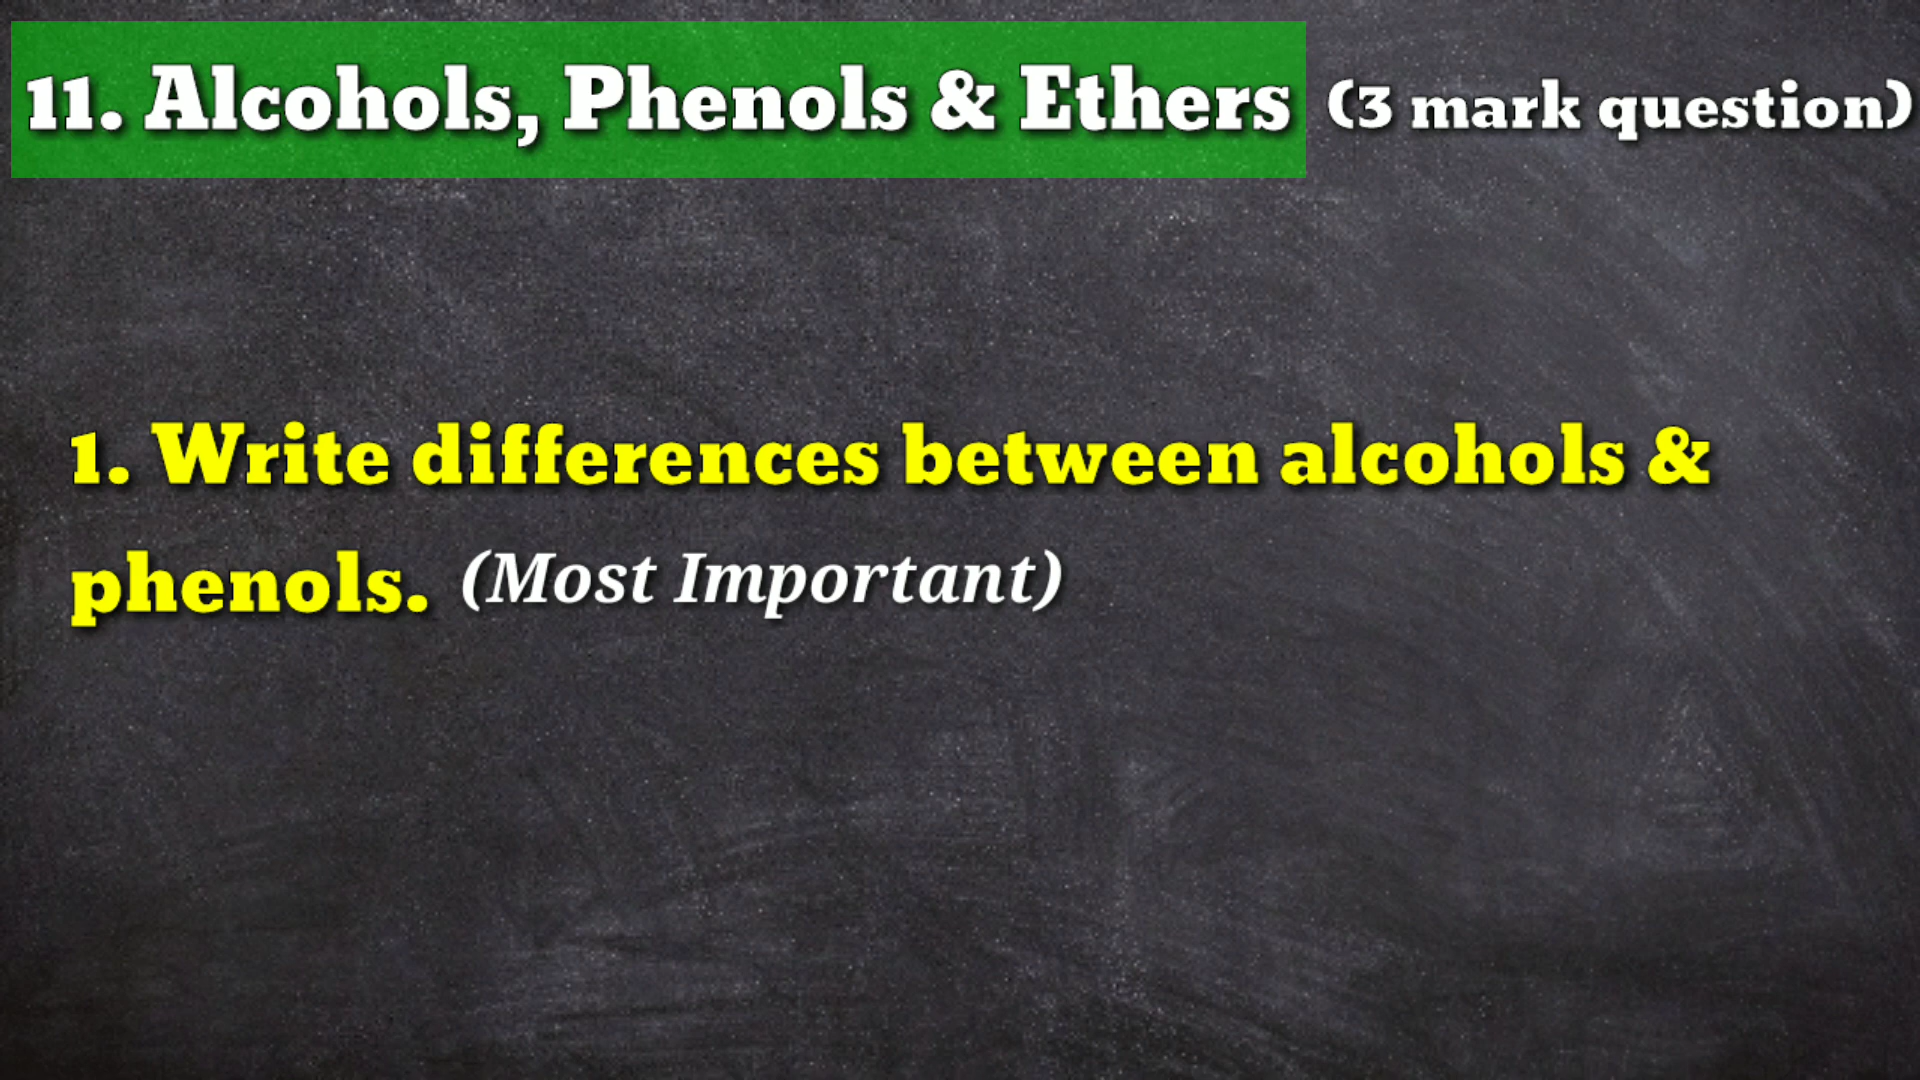 11. Alcohols, Phenols & Ethers (3 mark question)
1. Write differences between alcohols &
phenols. (Most Important)